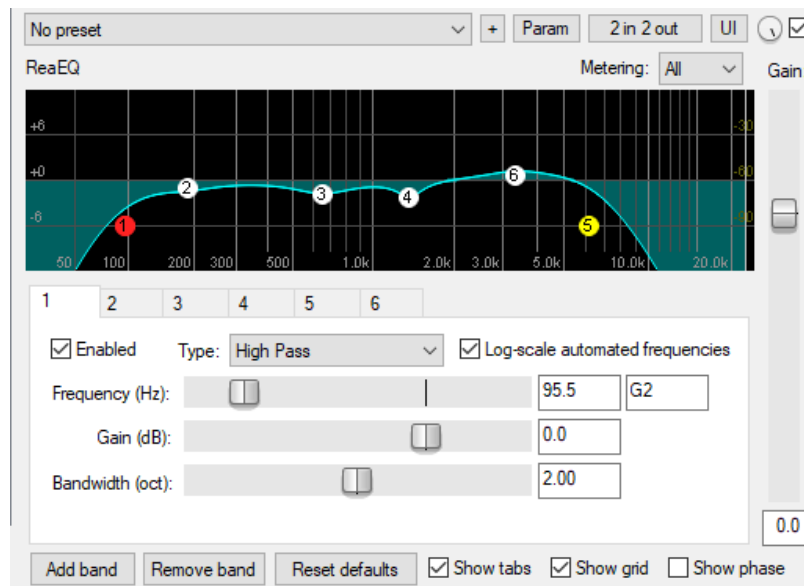 No preset + Param 2 in 2 out UI
ReaEQ Metering: All Gain
+6 -30
+0 -60
-6 -90
1 2 3 4 5 6
50 100 200 300 500 1.0k 2.0k 3.0k 5.0k 10.0k 20.0k
1 2 3 4 5 6
Enabled Type: High Pass Log-scale automated frequencies
Frequency (Hz): 95.5 G2
Gain (dB): 0.0
Bandwidth (oct): 2.00
0.0
Add band Remove band Reset defaults Show tabs Show grid Show phase